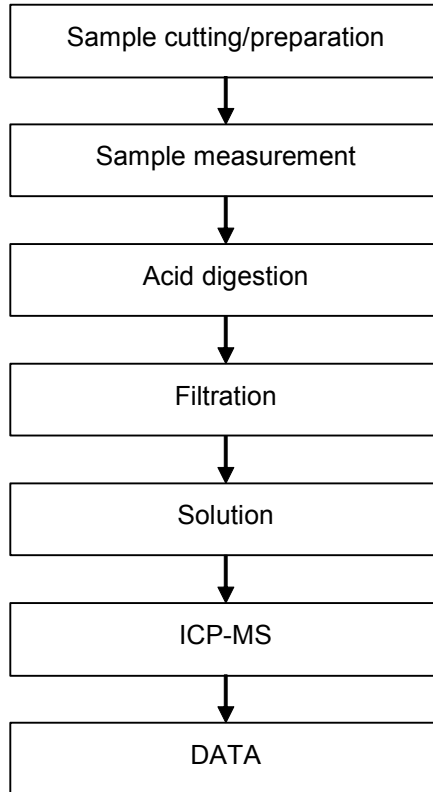 Sample cutting/preparation
Sample measurement
Acid digestion
Filtration
Solution
ICP-MS
DATA